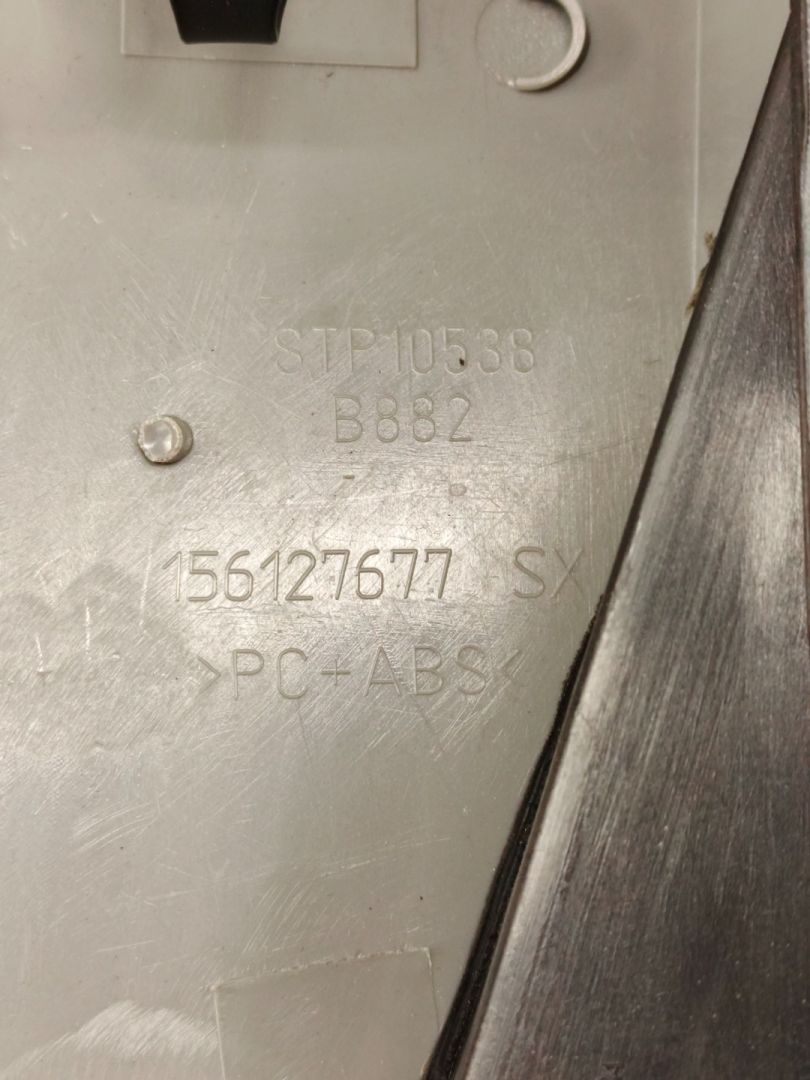 STP10538
B882
156127677 SX
>PC+ABS<